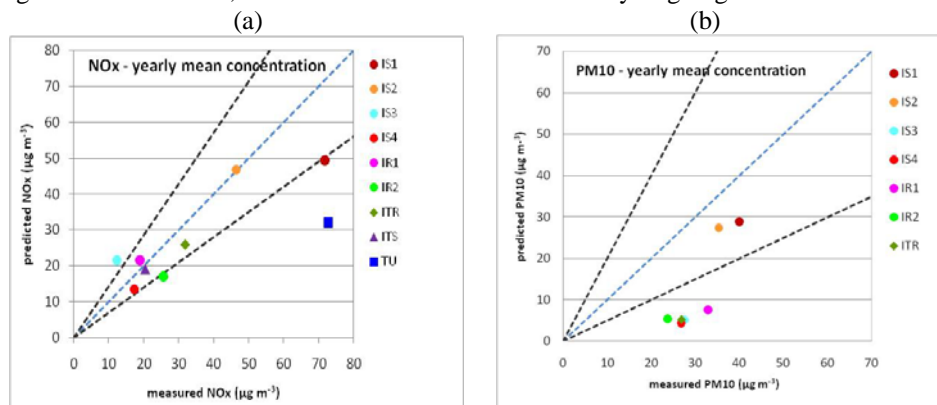 (a)
(b)
NOx - yearly mean concentration
predicted NOx (µg m⁻³)
80
70
60
50
40
30
20
10
0
0 10 20 30 40 50 60 70 80
measured NOx (µg m⁻³)
IS1
IS2
IS3
IS4
IR1
IR2
ITR
ITS
TU
PM10 - yearly mean concentration
predicted PM10 (µg m⁻³)
70
60
50
40
30
20
10
0
0 10 20 30 40 50 60 70
measured PM10 (µg m⁻³)
IS1
IS2
IS3
IS4
IR1
IR2
ITR